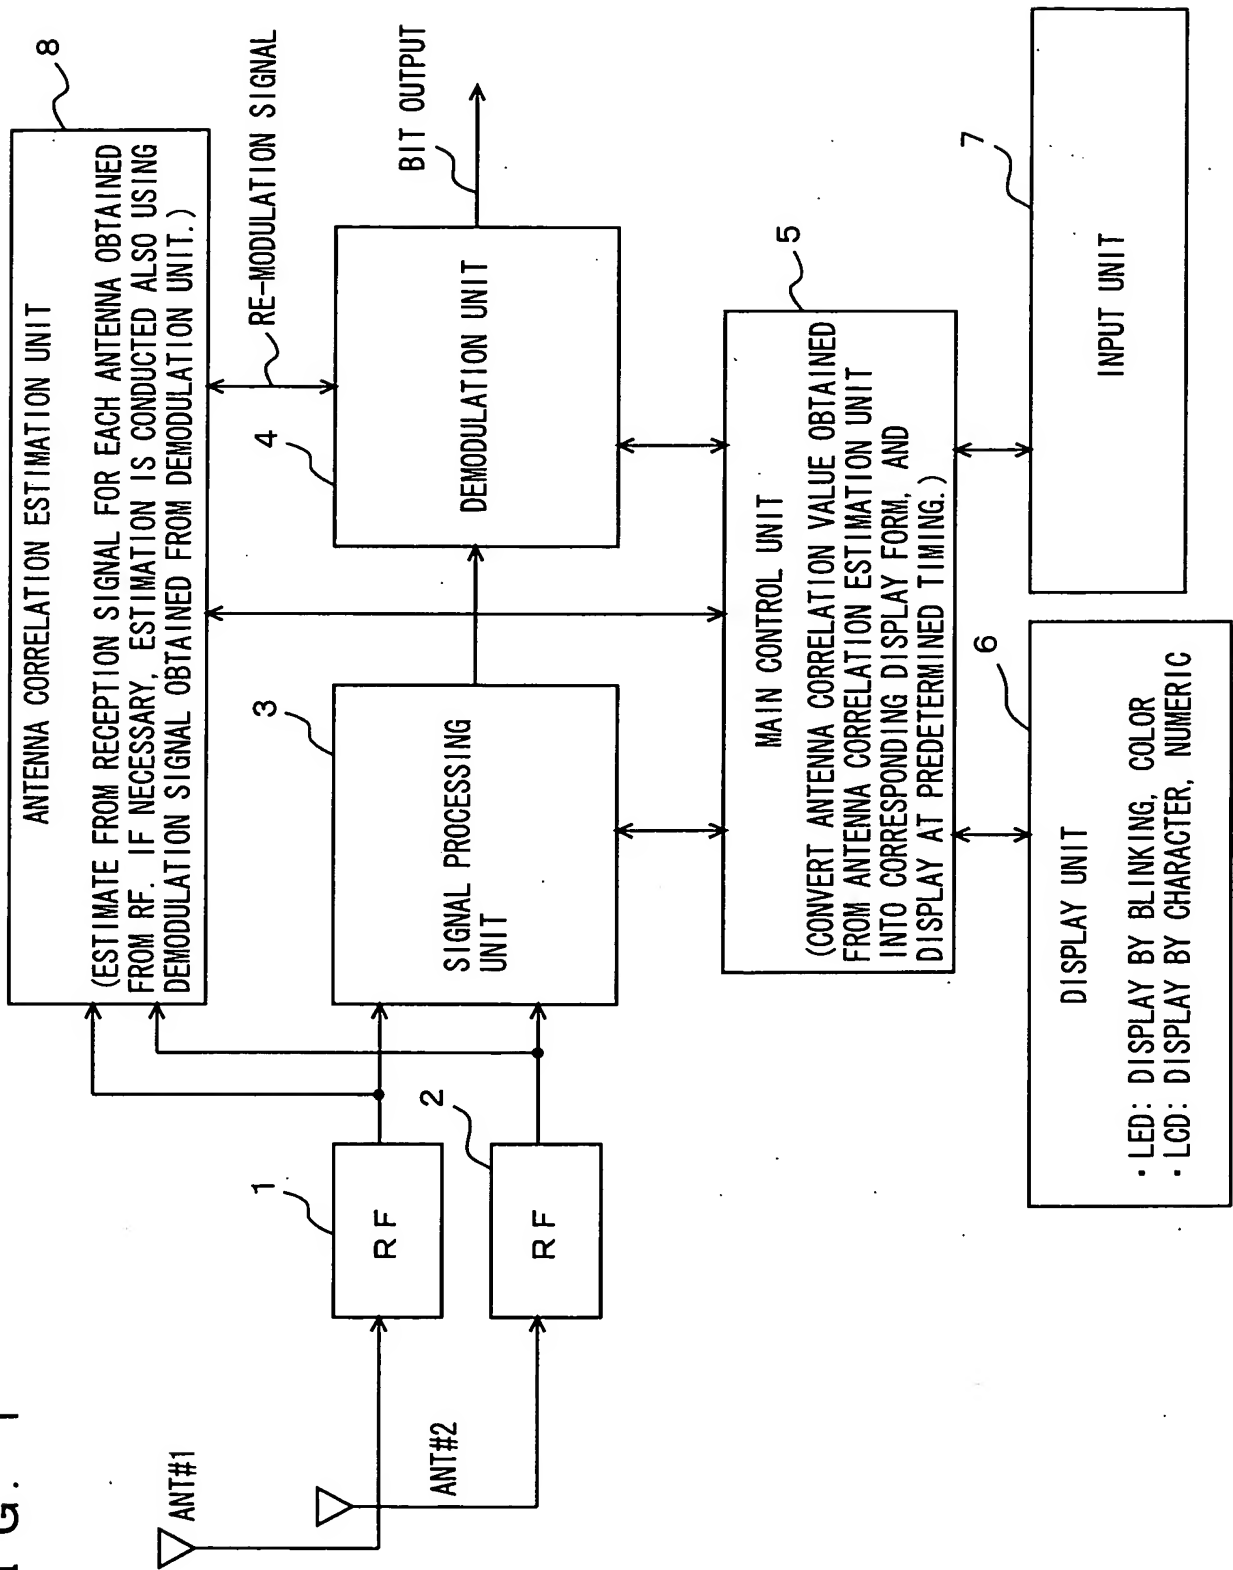 FIG. 1
8
ANTENNA CORRELATION ESTIMATION UNIT
(ESTIMATE FROM RECEPTION SIGNAL FOR EACH ANTENNA OBTAINED
FROM RF. IF NECESSARY, ESTIMATION IS CONDUCTED ALSO USING
DEMODULATION SIGNAL OBTAINED FROM DEMODULATION UNIT.)
RE-MODULATION SIGNAL
ANT#1
ANT#2
1
RF
2
RF
3
SIGNAL PROCESSING
UNIT
4
DEMODULATION UNIT
BIT OUTPUT
5
MAIN CONTROL UNIT
(CONVERT ANTENNA CORRELATION VALUE OBTAINED
FROM ANTENNA CORRELATION ESTIMATION UNIT
INTO CORRESPONDING DISPLAY FORM, AND
DISPLAY AT PREDETERMINED TIMING.)
6
DISPLAY UNIT
・LED: DISPLAY BY BLINKING, COLOR
・LCD: DISPLAY BY CHARACTER, NUMERIC
7
INPUT UNIT